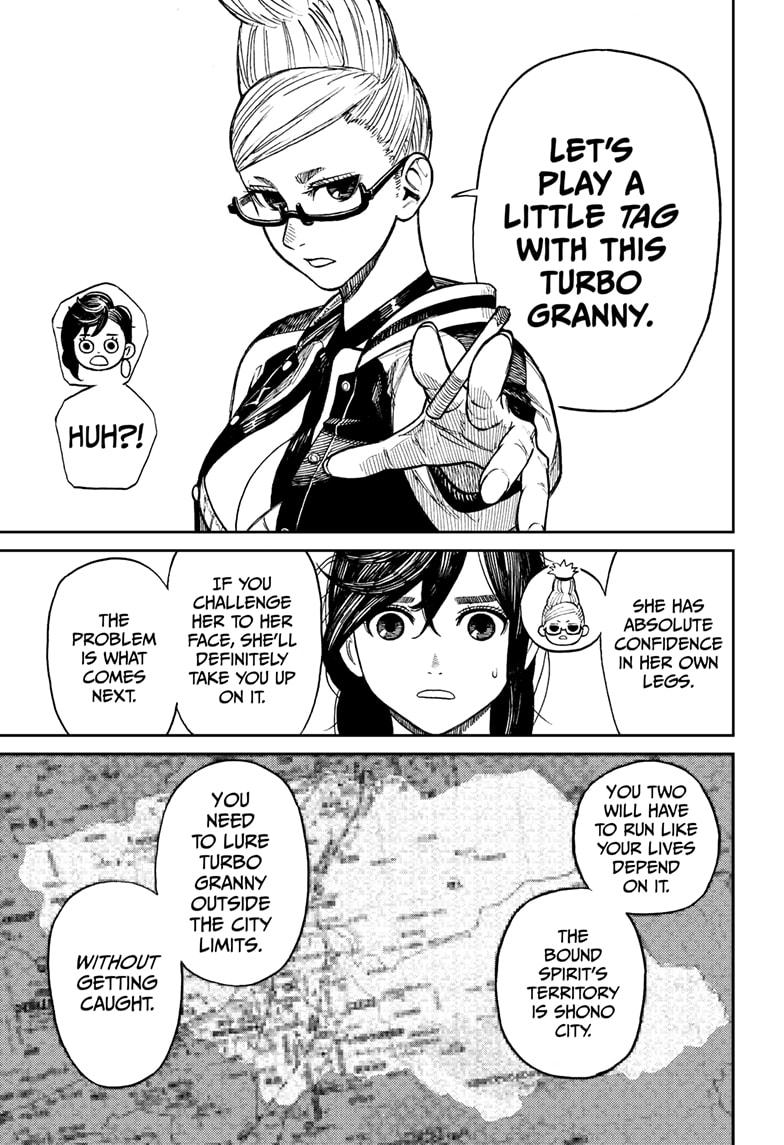 LET'S
PLAY A
LITTLE TAG
WITH THIS
TURBO
GRANNY.
HUH?!
SHE HAS
ABSOLUTE
CONFIDENCE
IN HER OWN
LEGS.
IF YOU
CHALLENGE
HER TO HER
FACE, SHE'LL
DEFINITELY
TAKE YOU UP
ON IT.
THE
PROBLEM
IS WHAT
COMES
NEXT.
YOU TWO
WILL HAVE
TO RUN LIKE
YOUR LIVES
DEPEND
ON IT.
THE
BOUND
SPIRIT'S
TERRITORY
IS SHONO
CITY.
YOU
NEED
TO LURE
TURBO
GRANNY
OUTSIDE
THE CITY
LIMITS.
WITHOUT
GETTING
CAUGHT.